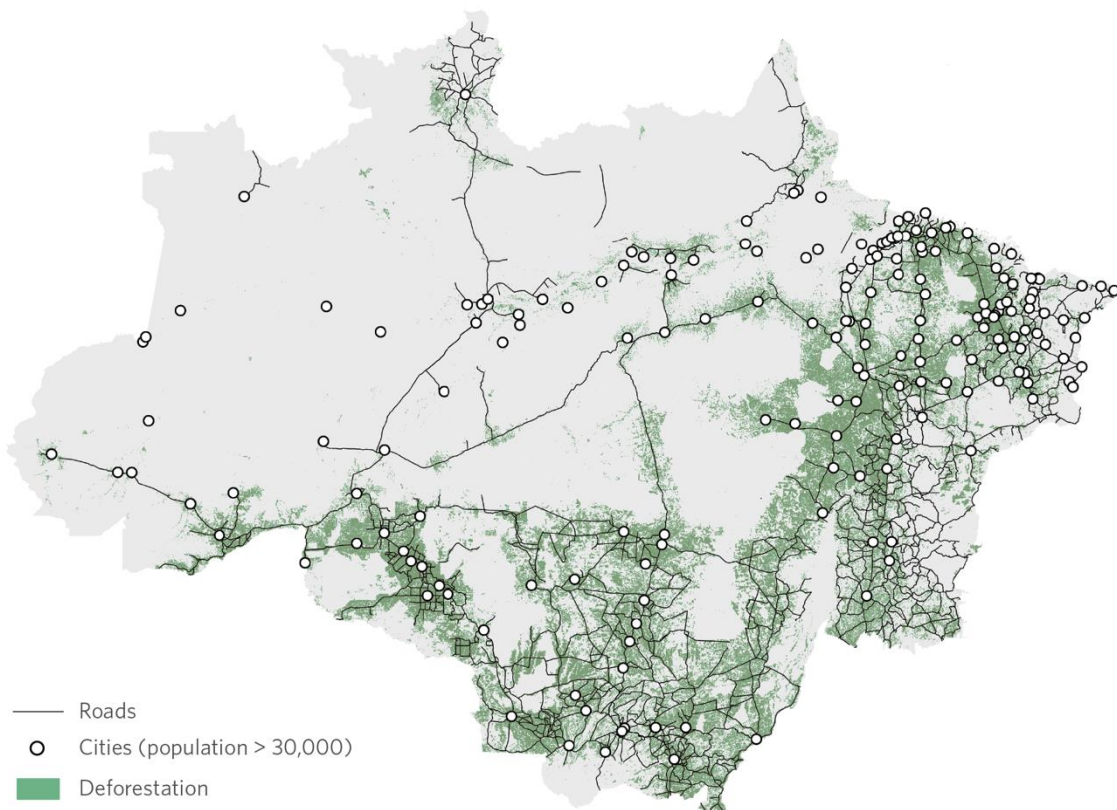 Roads
Cities (population > 30,000)
Deforestation